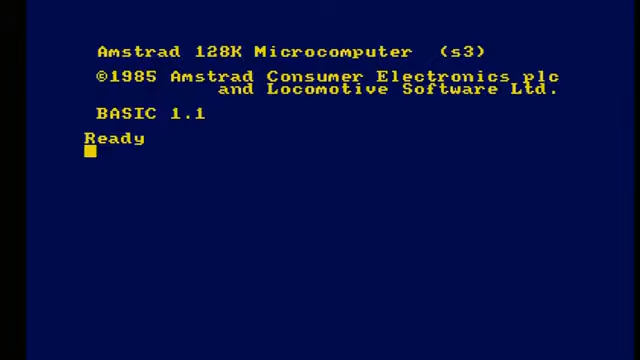 Amstrad 128K Microcomputer (s3)
©1985 Amstrad Consumer Electronics plc
and Locomotive Software Ltd.
BASIC 1.1
Ready